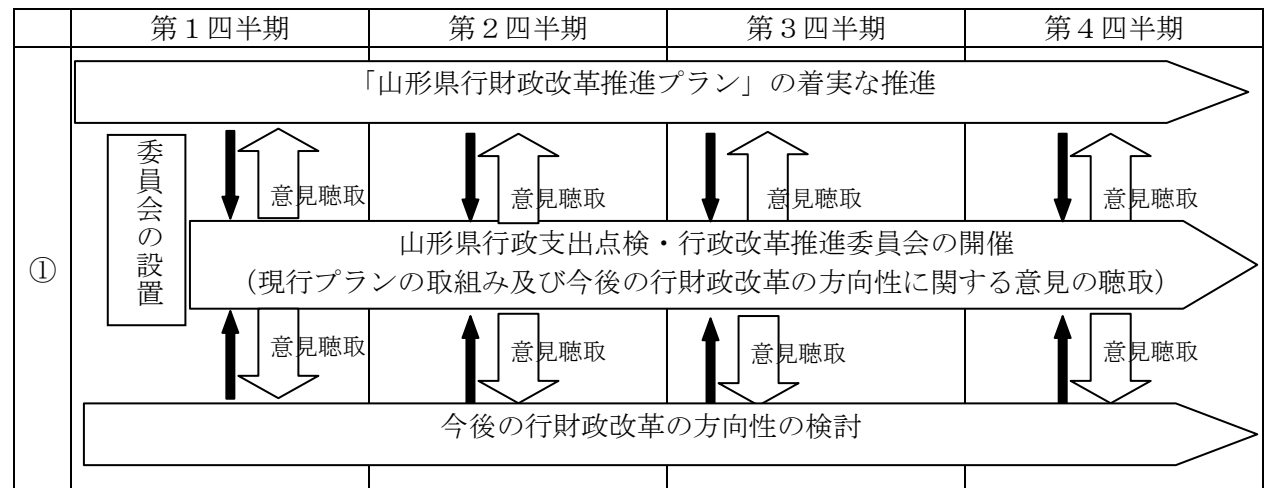 第１四半期
第２四半期
第３四半期
第４四半期
①
「山形県行財政改革推進プラン」の着実な推進
委員会の設置
意見聴取
意見聴取
意見聴取
意見聴取
山形県行政支出点検・行政改革推進委員会の開催
（現行プランの取組み及び今後の行財政改革の方向性に関する意見の聴取）
意見聴取
意見聴取
意見聴取
意見聴取
今後の行財政改革の方向性の検討